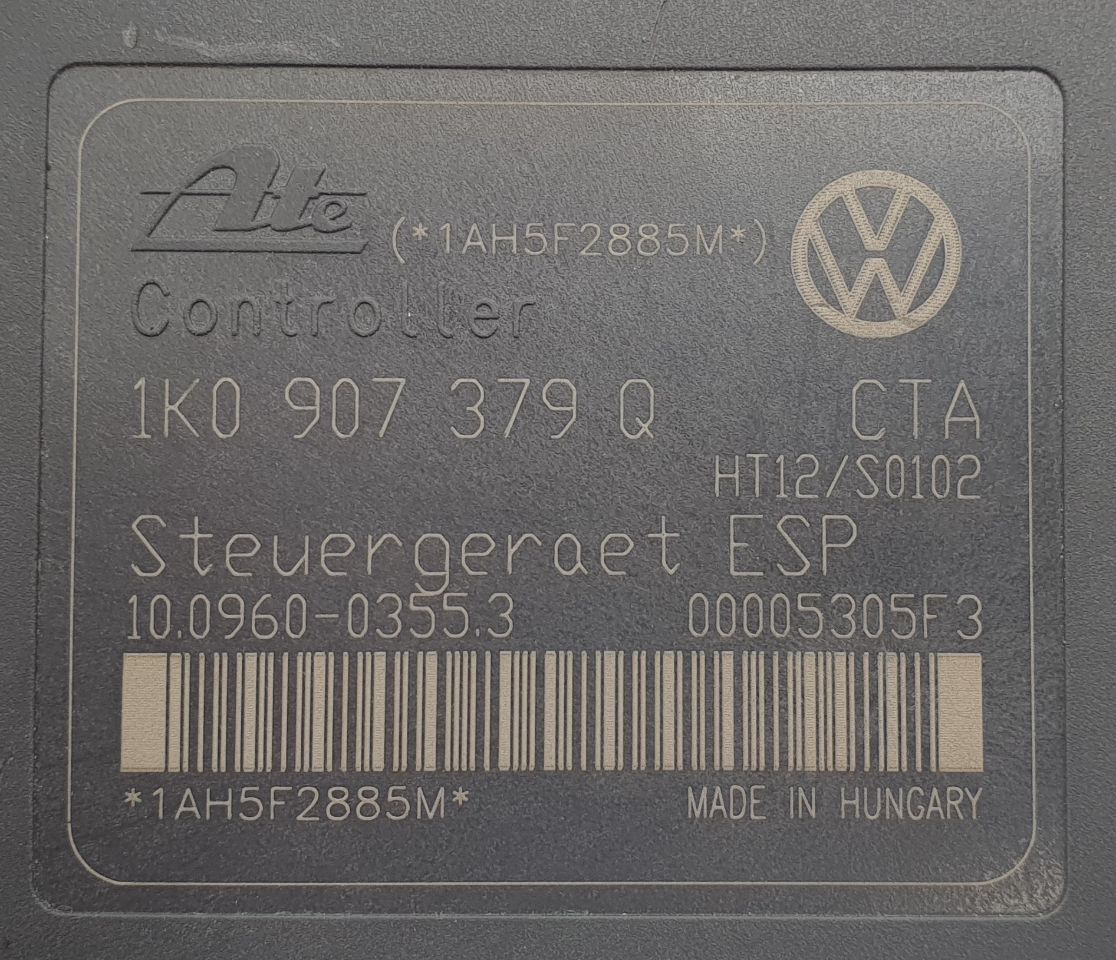 Ate (*1AH5F2885M*)
Controller
1K0 907 379 Q CTA
HT12/S0102
Steuergeraet ESP
10.0960-0355.3 00005305F3
*1AH5F2885M* MADE IN HUNGARY